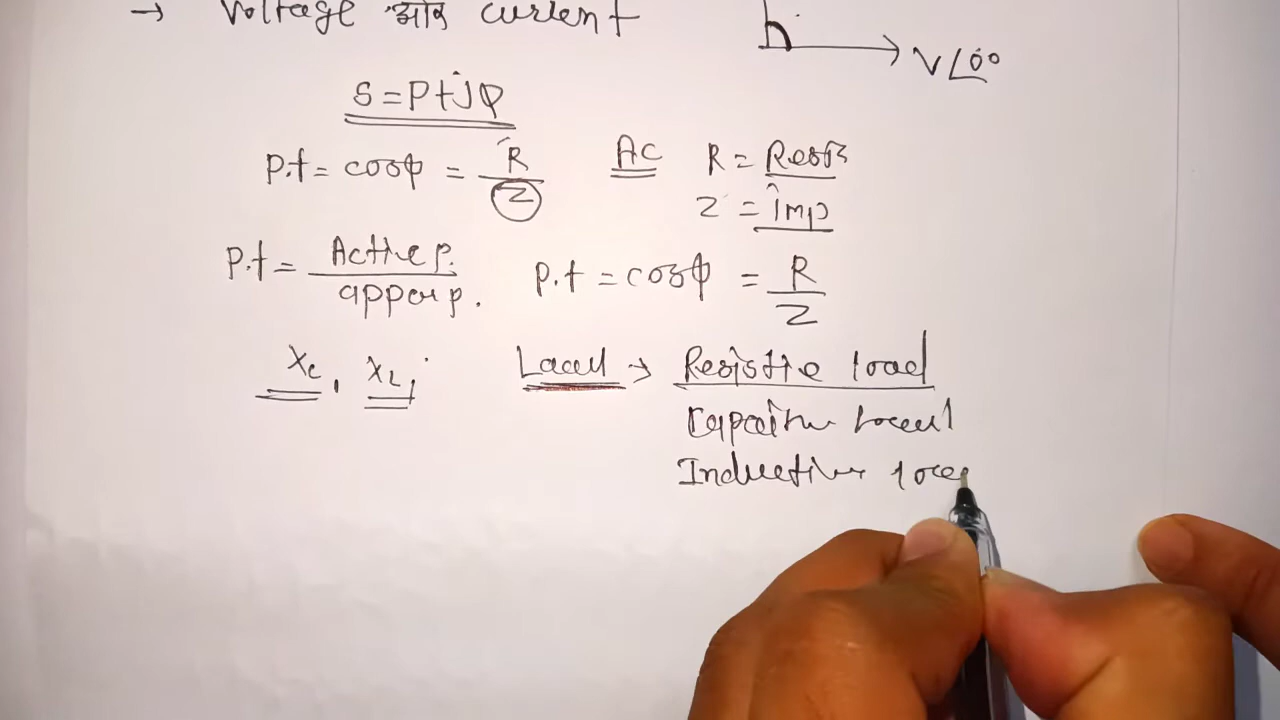 → Voltage और current
V∠0°
S = P + jQ
P.f = cosφ = R/Z
AC R = Resis
Z = Imp
P.f = Active p. / appar p.
P.f = cosφ = R/Z
Xc, XL,
Load → Resistive load
Capacitive load
Inductive loa